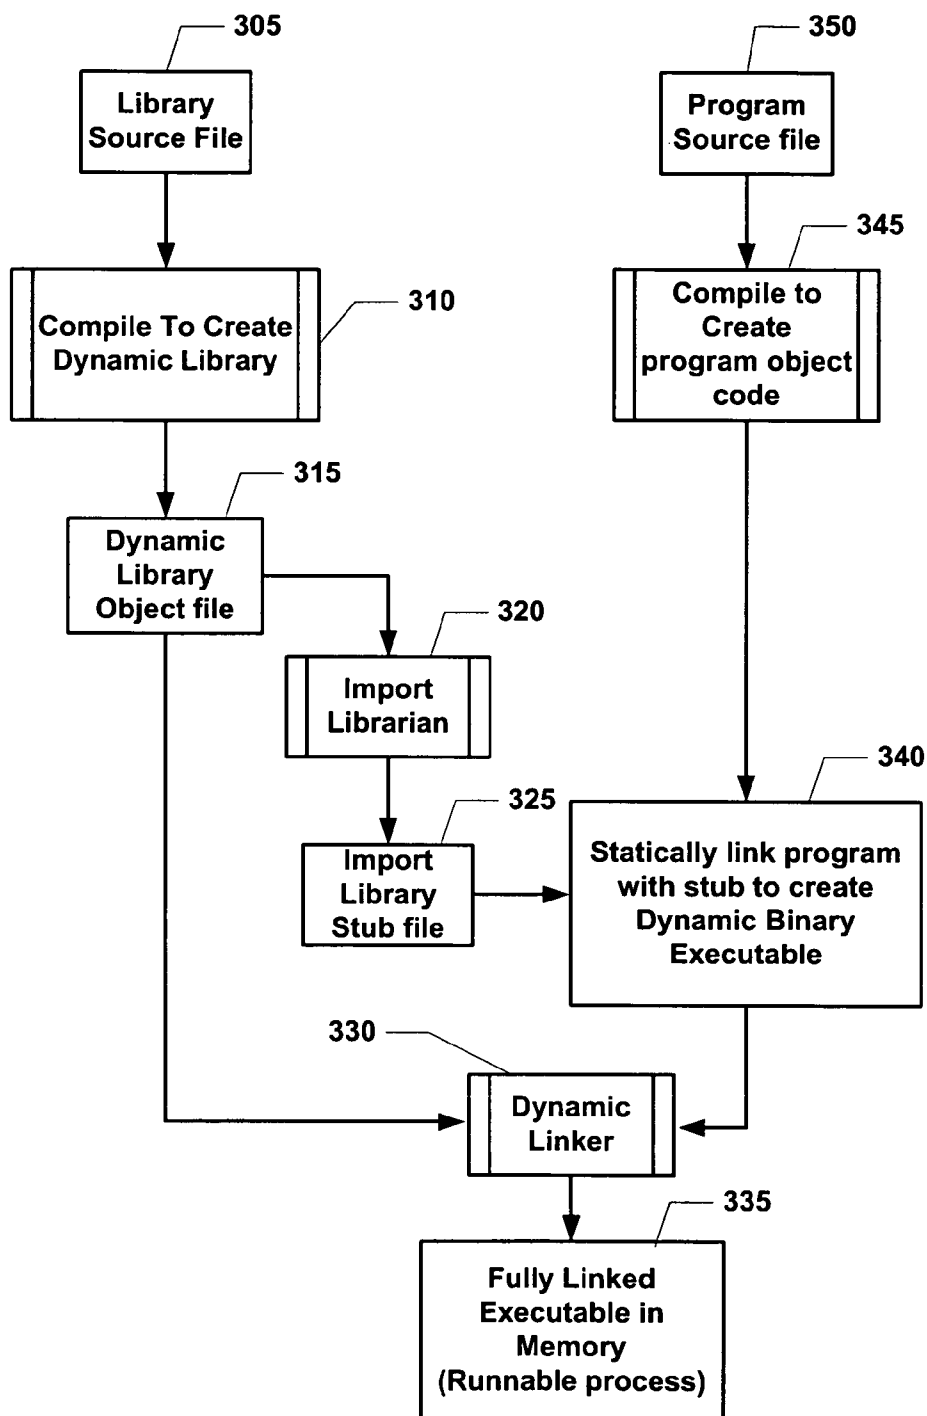 305
350
Library
Source File
Program
Source file
345
310
Compile To Create
Dynamic Library
Compile to
Create
program object
code
315
Dynamic
Library
Object file
320
Import
Librarian
340
325
Import
Library
Stub file
Statically link program
with stub to create
Dynamic Binary
Executable
330
Dynamic
Linker
335
Fully Linked
Executable in
Memory
(Runnable process)